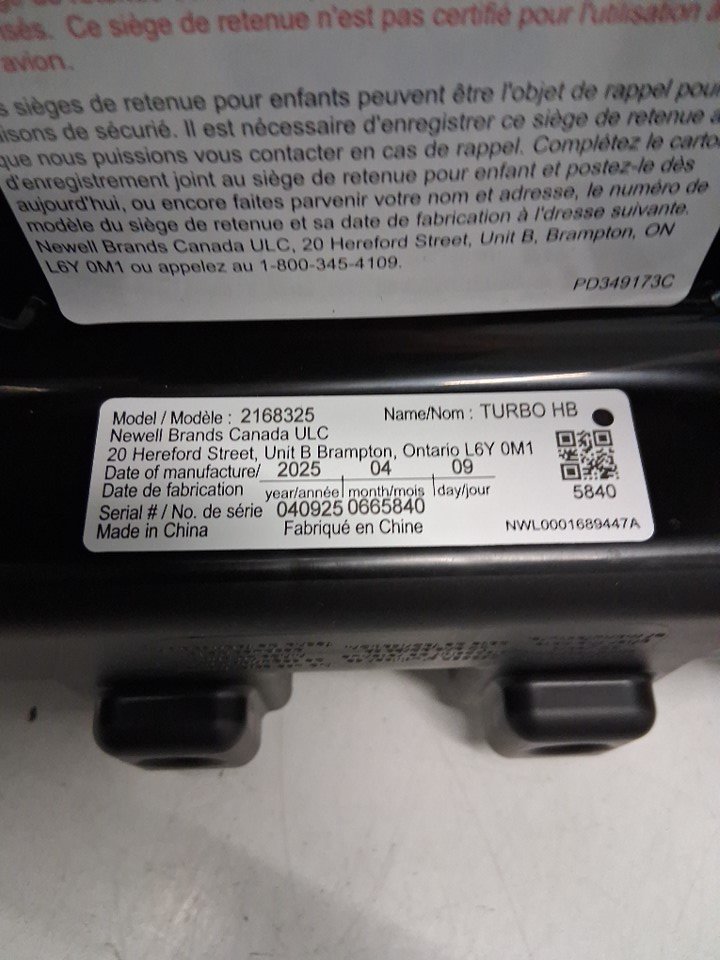 sés. Ce siège de retenue n'est pas certifié pour l'utilisation à
avion.
s sièges de retenue pour enfants peuvent être l'objet de rappel pour
isons de sécurié. Il est nécessaire d'enregistrer ce siège de retenue a
que nous puissions vous contacter en cas de rappel. Complétez le carto
d'enregistrement joint au siège de retenue pour enfant et postez-le dès
aujourd'hui, ou encore faites parvenir votre nom et adresse, le numéro de
modèle du siège de retenue et sa date de fabrication à l'dresse suivante.
Newell Brands Canada ULC, 20 Hereford Street, Unit B, Brampton, ON
L6Y 0M1 ou appelez au 1-800-345-4109.
PD349173C
Model / Modèle : 2168325 Name/Nom : TURBO HB
Newell Brands Canada ULC
20 Hereford Street, Unit B Brampton, Ontario L6Y 0M1
Date of manufacture/ 2025 04 09
Date de fabrication year/année month/mois day/jour
5840
Serial # / No. de série 040925 0665840
Made in China Fabriqué en Chine NWL0001689447A